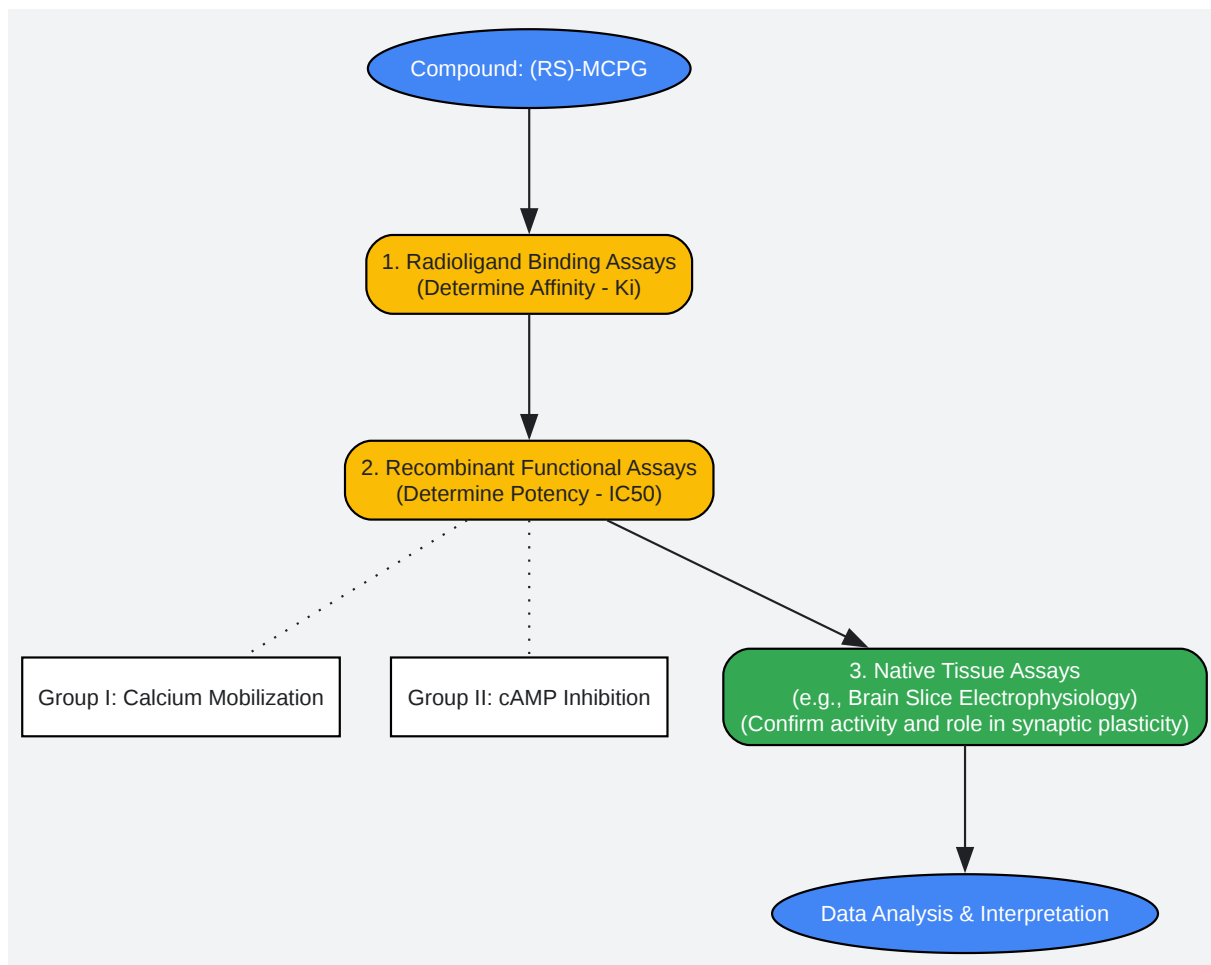 Compound: (RS)-MCPG
1. Radioligand Binding Assays
(Determine Affinity - Ki)
2. Recombinant Functional Assays
(Determine Potency - IC50)
Group I: Calcium Mobilization
Group II: cAMP Inhibition
3. Native Tissue Assays
(e.g., Brain Slice Electrophysiology)
(Confirm activity and role in synaptic plasticity)
Data Analysis & Interpretation